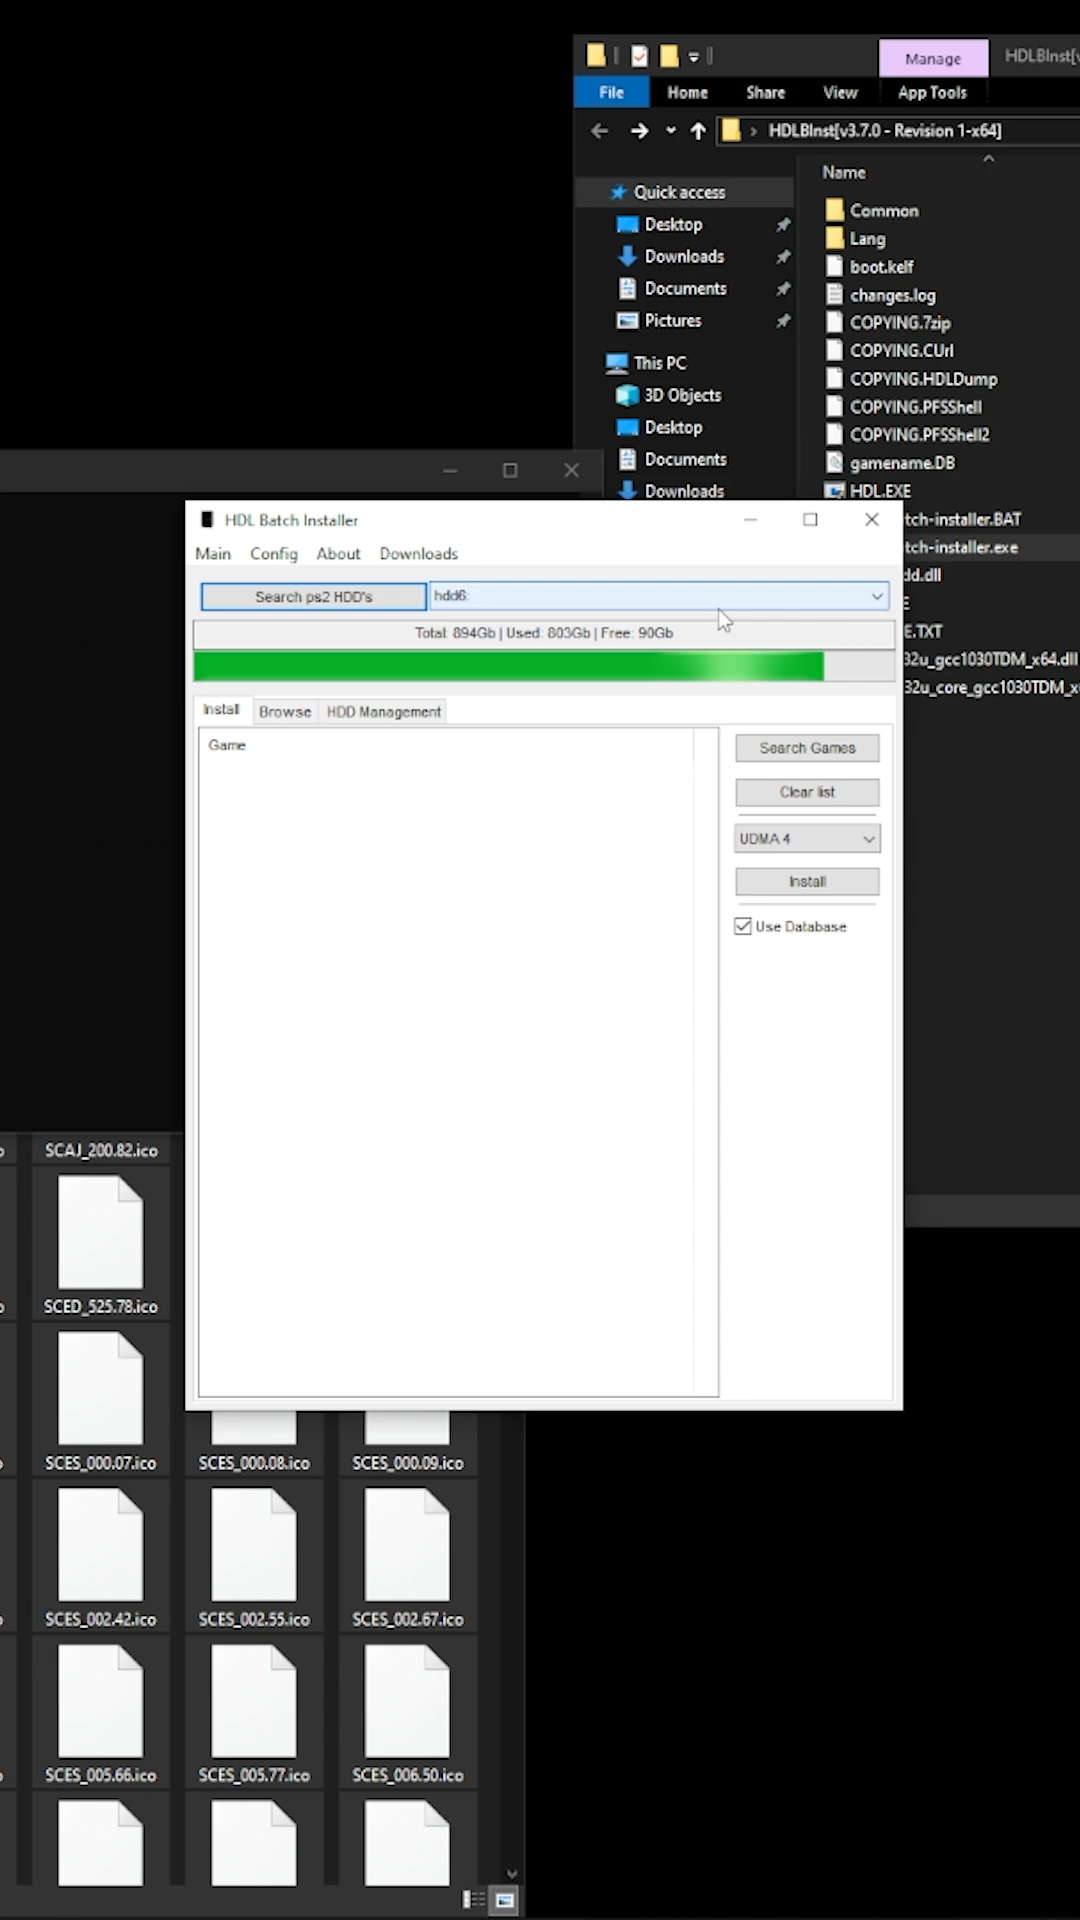 Manage
HDLBInst[v
File
Home
Share
View
App Tools
HDLBInst[v3.7.0 - Revision 1-x64]
Name
Quick access
Desktop
Downloads
Documents
Pictures
This PC
3D Objects
Desktop
Documents
Downloads
Common
Lang
boot.kelf
changes.log
COPYING.7zip
COPYING.CUrl
COPYING.HDLDump
COPYING.PFSShell
COPYING.PFSShell2
gamename.DB
HDL.EXE
tch-installer.BAT
tch-installer.exe
dd.dll
E
E.TXT
32u_gcc1030TDM_x64.dll
32u_core_gcc1030TDM_x
HDL Batch Installer
Main
Config
About
Downloads
Search ps2 HDD's
hdd6:
Total: 894Gb | Used: 803Gb | Free: 90Gb
Install
Browse
HDD Management
Game
Search Games
Clear list
UDMA 4
Install
Use Database
SCAJ_200.82.ico
SCED_525.78.ico
SCES_000.07.ico
SCES_000.08.ico
SCES_000.09.ico
SCES_002.42.ico
SCES_002.55.ico
SCES_002.67.ico
SCES_005.66.ico
SCES_005.77.ico
SCES_006.50.ico